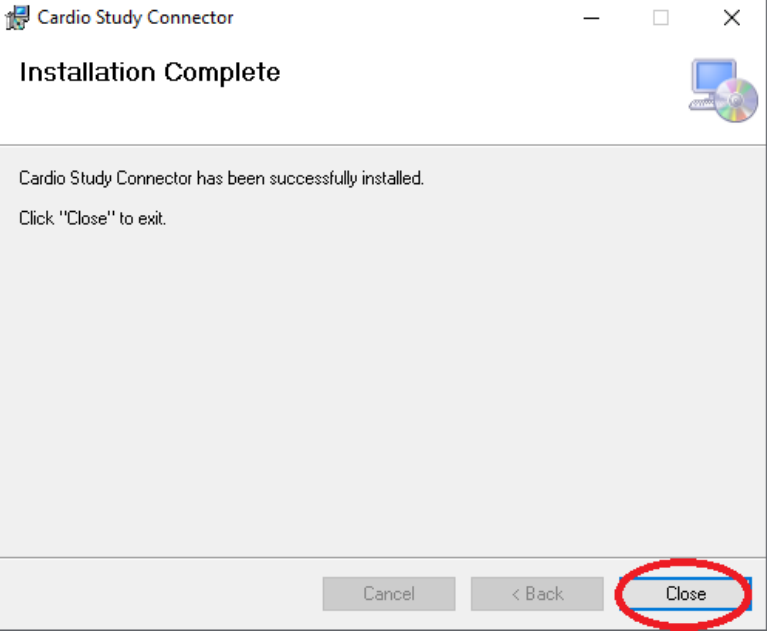 Cardio Study Connector
Installation Complete
Cardio Study Connector has been successfully installed.
Click "Close" to exit.
Cancel
< Back
Close